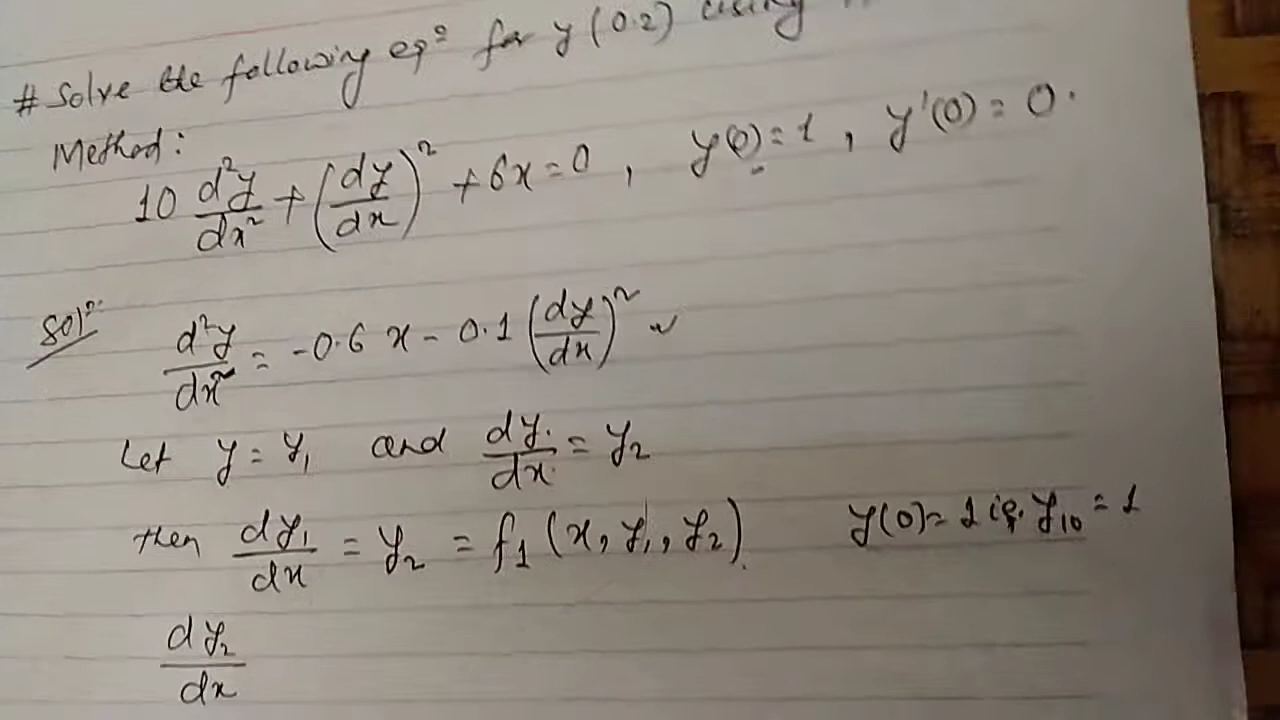 # Solve the following eqⁿ for y(0.2) using
Method:
10 d²y/dx² + (dy/dx)² + 6x = 0 , y(0) = 1 , y'(0) = 0.
Solⁿ:
d²y/dx² = -0.6 x - 0.1 (dy/dx)²
Let y = y₁ and dy/dx = y₂
then dy₁/dx = y₂ = f₁ (x, y₁, y₂) y(0) = 1 i.e. y₁₀ = 1
dy₂/dx